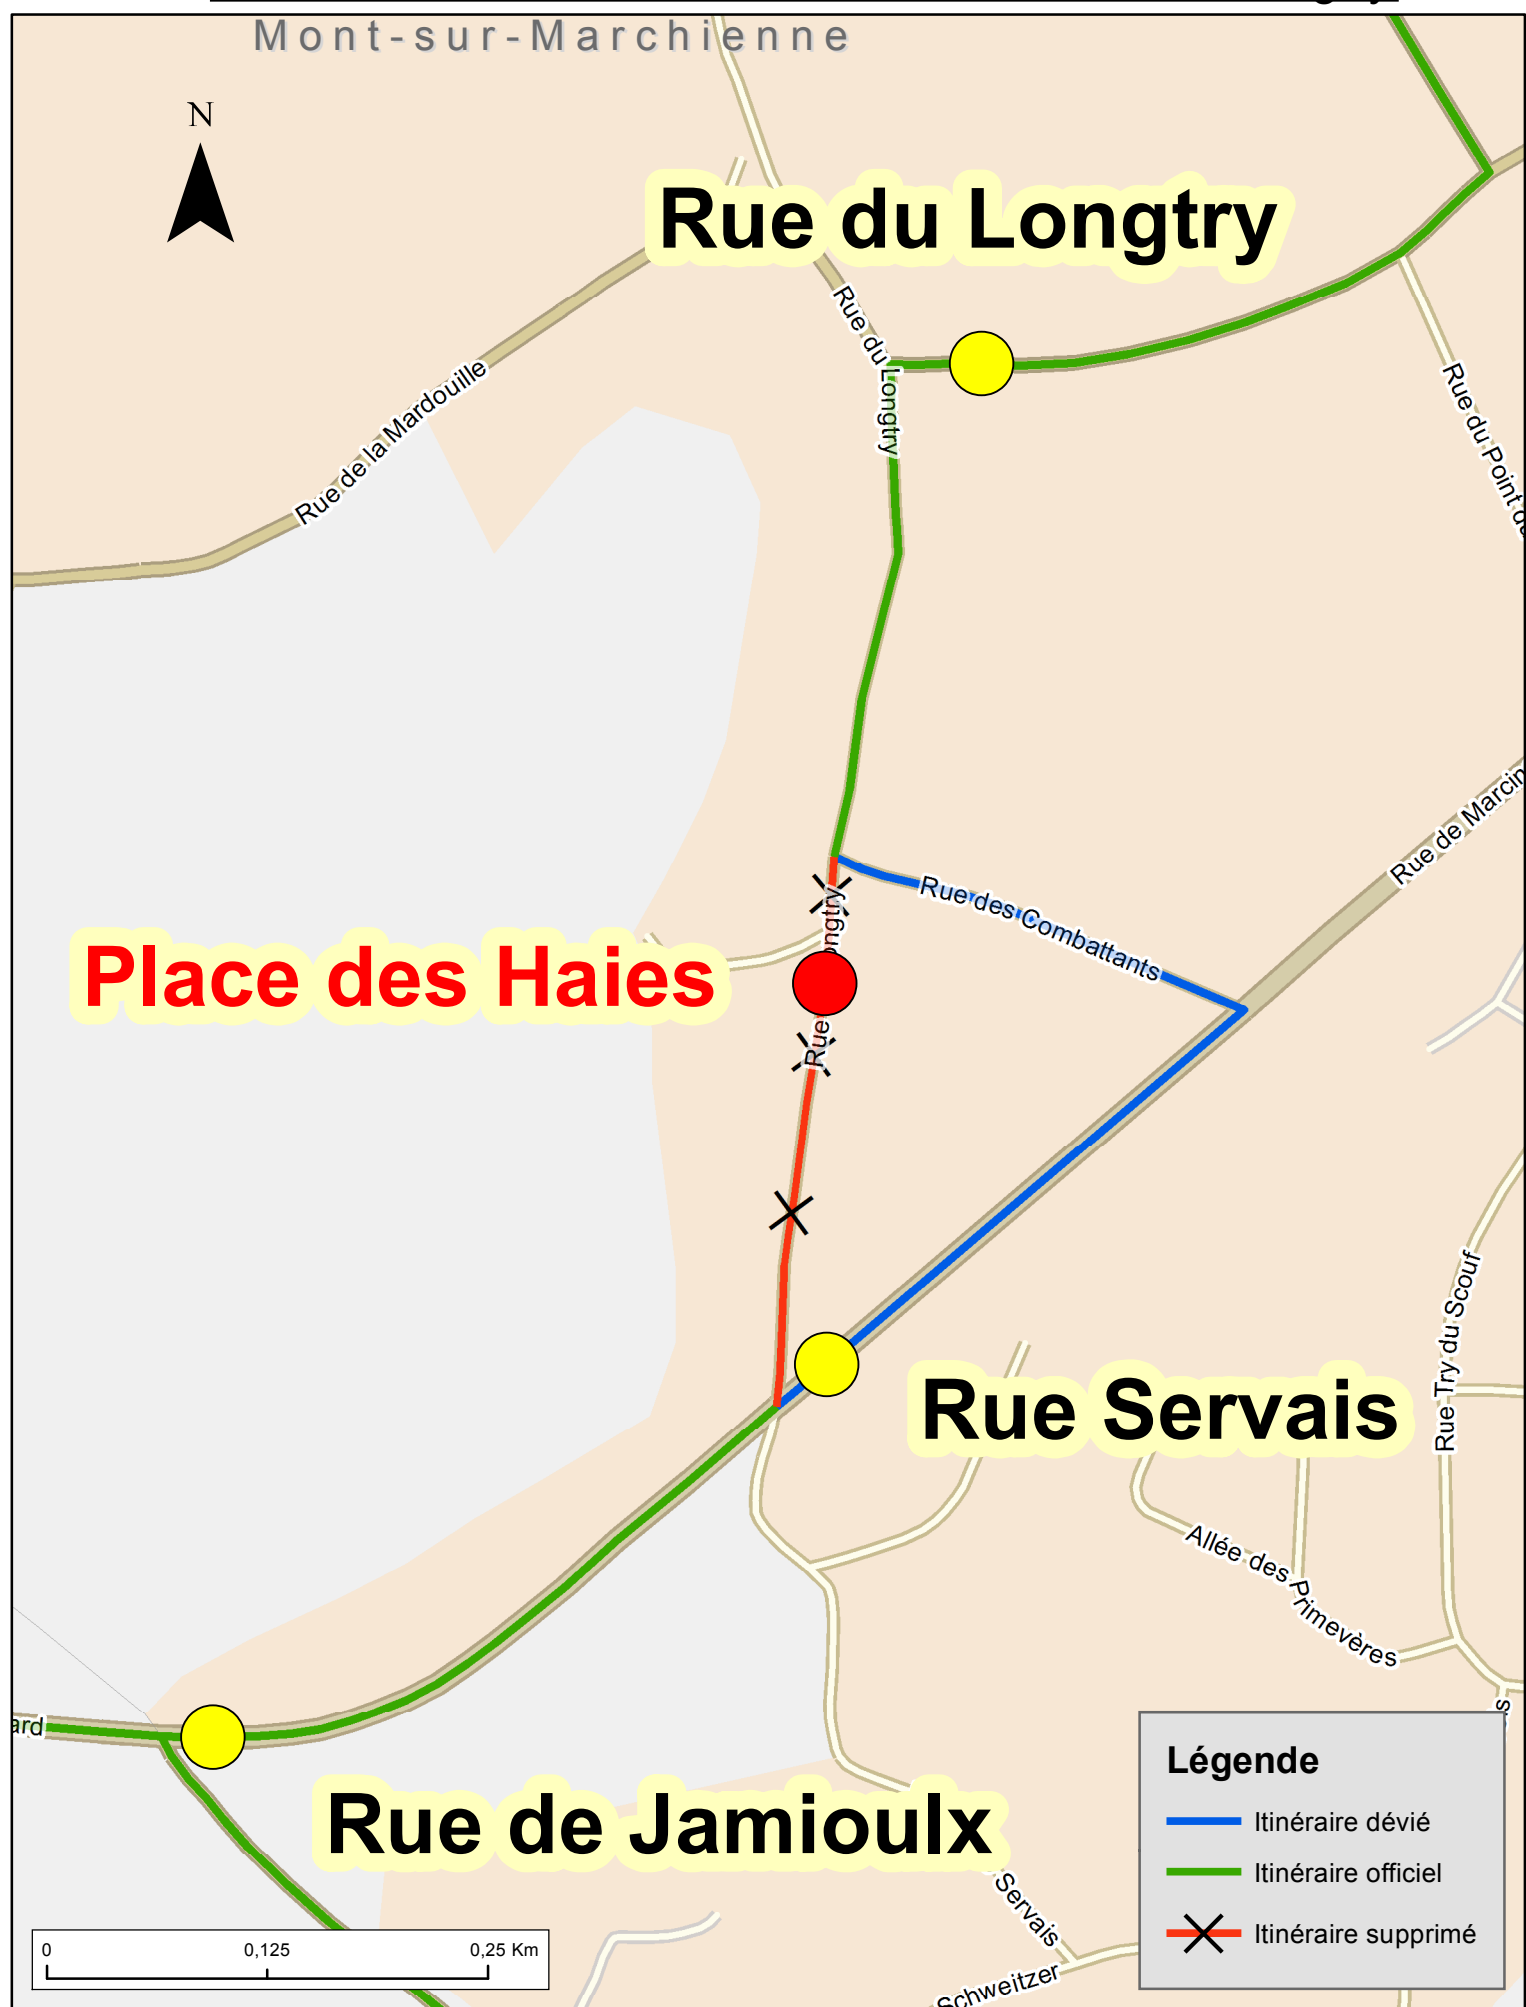 Mont-sur-Marchienne
N
Rue du Longtry
Rue du Longtry
Rue de la Mardouille
Rue du Point
Rue de
Rue des Combattants
Place des Haies
Rue
Rue Servais
Rue Try du Scouf
Allée des Primevères
Rue de Jamioulx
Servais
Schweitzer
Légende
Itinéraire dévié
Itinéraire officiel
Itinéraire supprimé
0 0,125 0,25 Km